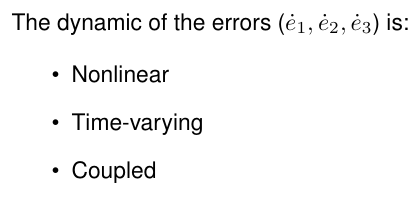 The dynamic of the errors (ė₁, ė₂, ė₃) is:
• Nonlinear
• Time-varying
• Coupled